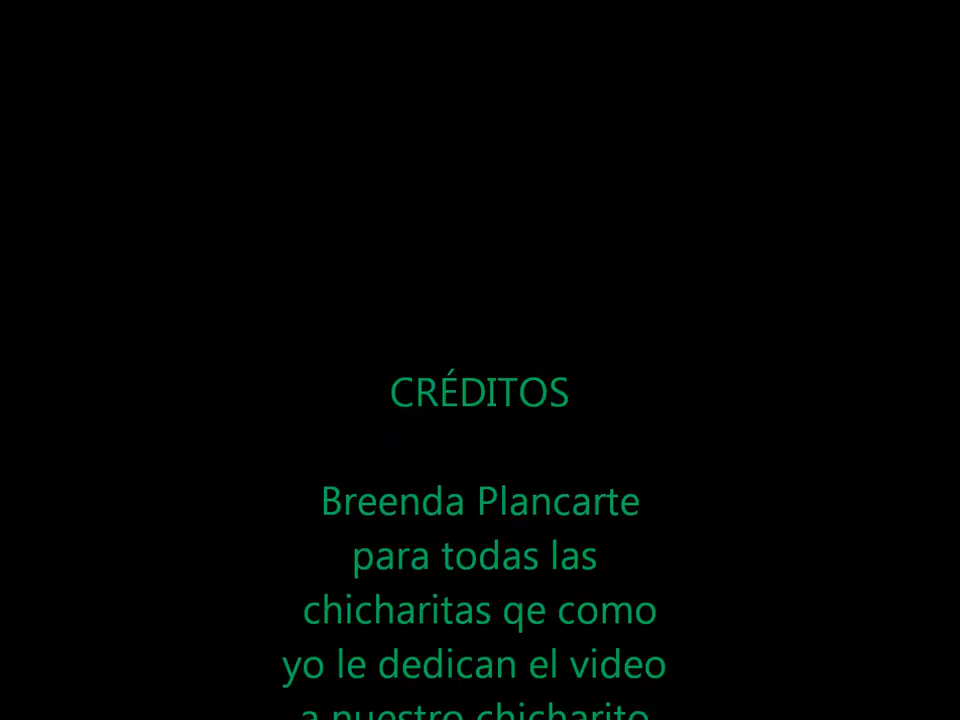 CRÉDITOS
Breenda Plancarte
para todas las
chicharitas qe como
yo le dedican el video
a nuestro chicharito